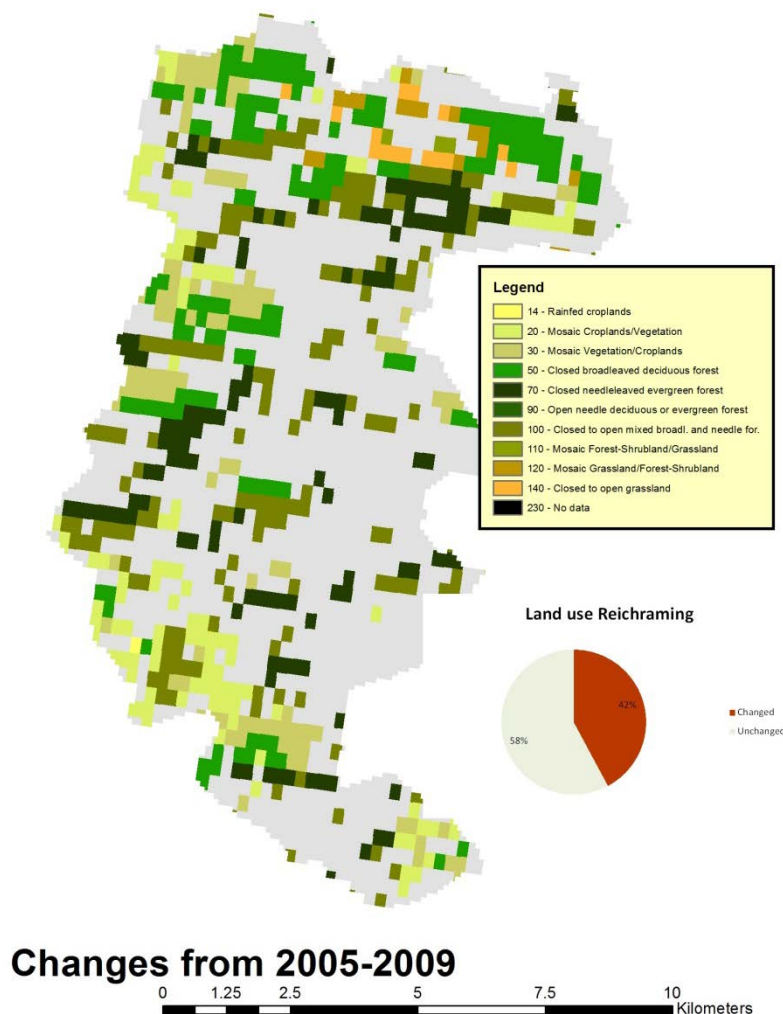 Legend
14 - Rainfed croplands
20 - Mosaic Croplands/Vegetation
30 - Mosaic Vegetation/Croplands
50 - Closed broadleaved deciduous forest
70 - Closed needleleaved evergreen forest
90 - Open needle deciduous or evergreen forest
100 - Closed to open mixed broadl. and needle for.
110 - Mosaic Forest-Shrubland/Grassland
120 - Mosaic Grassland/Forest-Shrubland
140 - Closed to open grassland
230 - No data
Land use Reichraming
42%
58%
Changed
Unchanged
Changes from 2005-2009
0 1.25 2.5 5 7.5 10
Kilometers